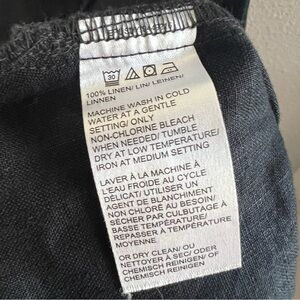 30
100% LINEN/ LIN/ LEINEN/
LINNEN
MACHINE WASH IN COLD
WATER AT A GENTLE
SETTING/ ONLY
NON-CHLORINE BLEACH
WHEN NEEDED/ TUMBLE
DRY AT LOW TEMPERATURE/
IRON AT MEDIUM SETTING
LAVER À LA MACHINE À
L'EAU FROIDE AU CYCLE
DÉLICAT/ UTILISER UN
AGENT DE BLANCHIMENT
NON CHLORÉ AU BESOIN/
SÉCHER PAR CULBUTAGE À
BASSE TEMPÉRATURE/
REPASSER À TEMPÉRATURE
MOYENNE
OR DRY CLEAN/ OU
NETTOYER À SEC/ ODER
CHEMISCH REINIGEN/ OF
CHEMISCH REINIGEN